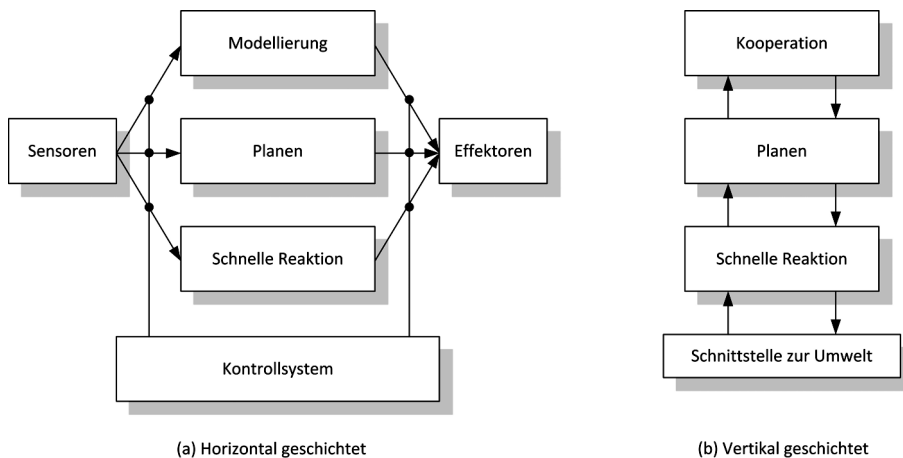 Modellierung
Sensoren
Planen
Effektoren
Schnelle Reaktion
Kontrollsystem
(a) Horizontal geschichtet
Kooperation
Planen
Schnelle Reaktion
Schnittstelle zur Umwelt
(b) Vertikal geschichtet